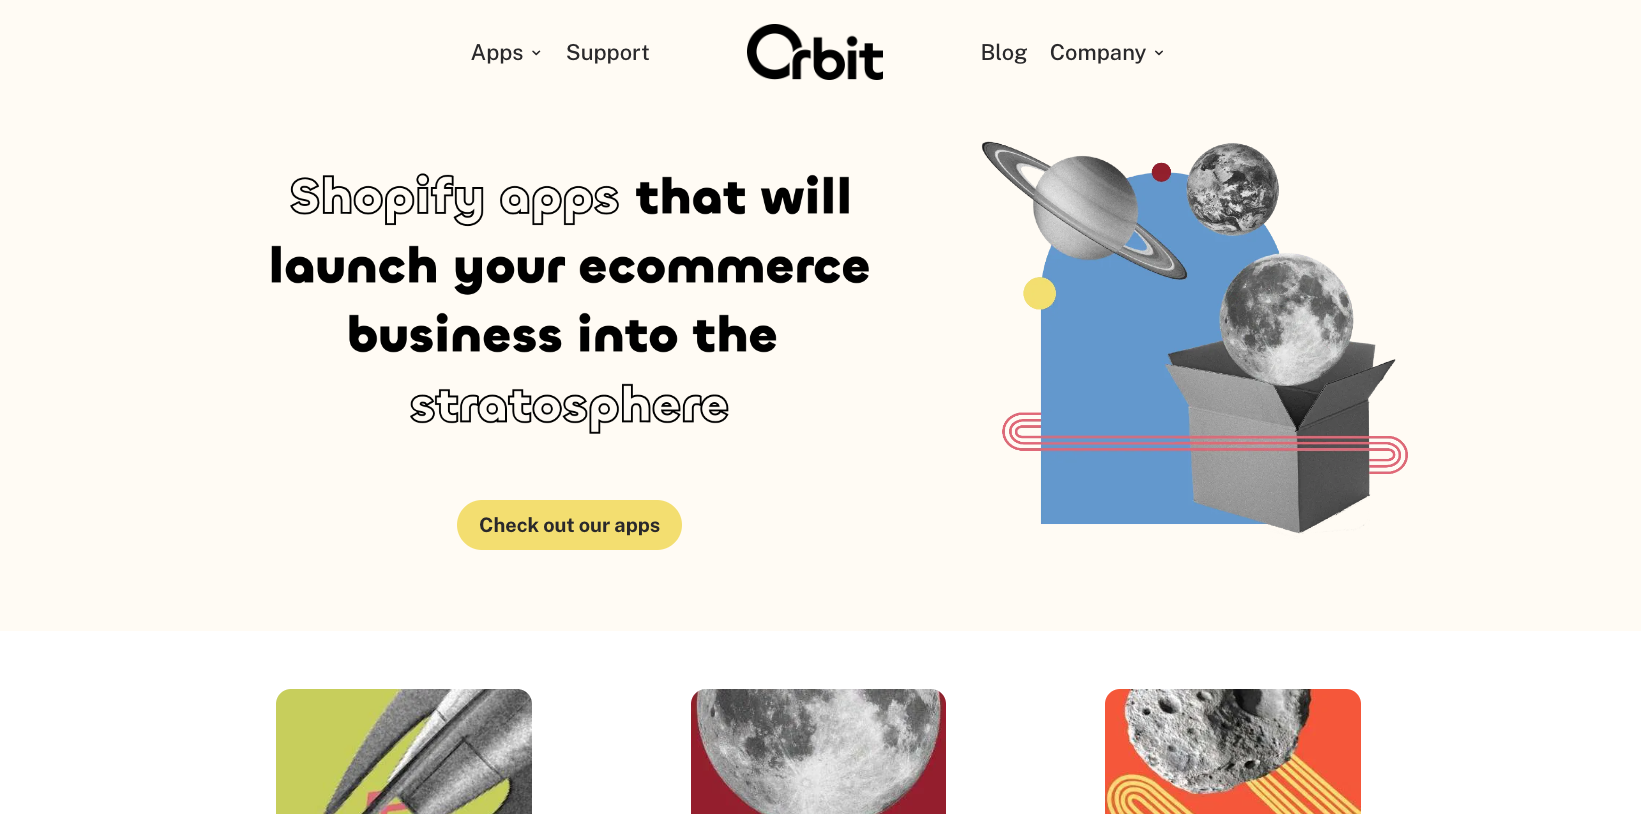 Apps
Support
Orbit
Blog
Company
Shopify apps that will
launch your ecommerce
business into the
stratosphere
Check out our apps